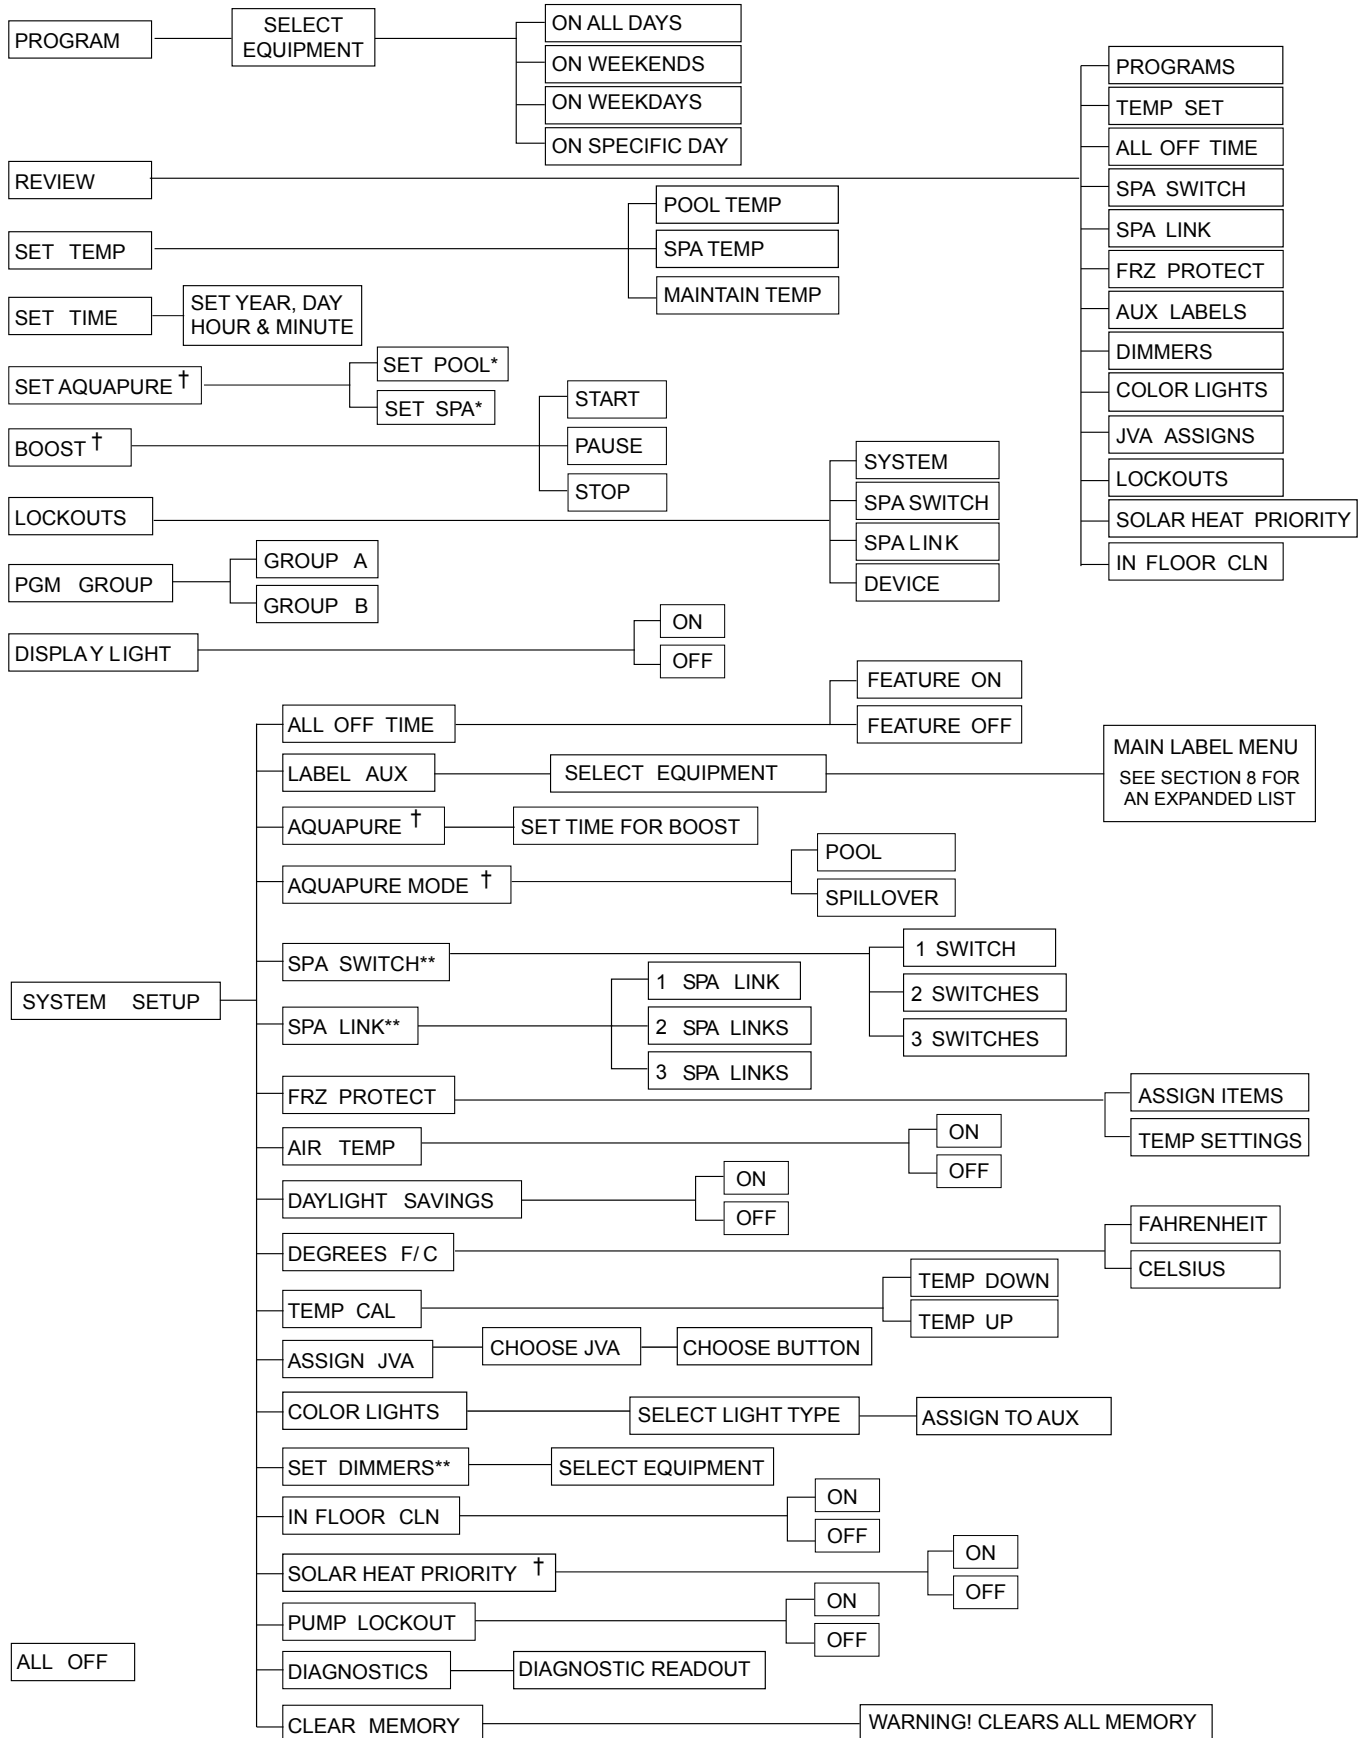 PROGRAM
SELECT
EQUIPMENT
ON ALL DAYS
ON WEEKENDS
ON WEEKDAYS
ON SPECIFIC DAY
REVIEW
PROGRAMS
TEMP SET
ALL OFF TIME
SPA SWITCH
SPA LINK
FRZ PROTECT
AUX LABELS
DIMMERS
COLOR LIGHTS
JVA ASSIGNS
LOCKOUTS
SOLAR HEAT PRIORITY
IN FLOOR CLN
SET TEMP
POOL TEMP
SPA TEMP
MAINTAIN TEMP
SET TIME
SET YEAR, DAY
HOUR & MINUTE
SET AQUAPURE †
SET POOL*
SET SPA*
BOOST †
START
PAUSE
STOP
LOCKOUTS
SYSTEM
SPA SWITCH
SPA LINK
DEVICE
PGM GROUP
GROUP A
GROUP B
DISPLAY LIGHT
ON
OFF
SYSTEM SETUP
ALL OFF TIME
FEATURE ON
FEATURE OFF
LABEL AUX
SELECT EQUIPMENT
MAIN LABEL MENU
SEE SECTION 8 FOR
AN EXPANDED LIST
AQUAPURE †
SET TIME FOR BOOST
AQUAPURE MODE †
POOL
SPILLOVER
SPA SWITCH**
1 SWITCH
2 SWITCHES
3 SWITCHES
SPA LINK**
1 SPA LINK
2 SPA LINKS
3 SPA LINKS
FRZ PROTECT
ASSIGN ITEMS
TEMP SETTINGS
AIR TEMP
ON
OFF
DAYLIGHT SAVINGS
ON
OFF
DEGREES F/C
FAHRENHEIT
CELSIUS
TEMP CAL
TEMP DOWN
TEMP UP
ASSIGN JVA
CHOOSE JVA
CHOOSE BUTTON
COLOR LIGHTS
SELECT LIGHT TYPE
ASSIGN TO AUX
SET DIMMERS**
SELECT EQUIPMENT
IN FLOOR CLN
ON
OFF
SOLAR HEAT PRIORITY †
ON
OFF
PUMP LOCKOUT
ON
OFF
DIAGNOSTICS
DIAGNOSTIC READOUT
CLEAR MEMORY
WARNING! CLEARS ALL MEMORY
ALL OFF